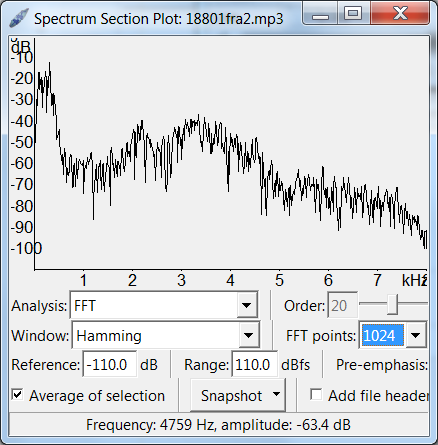 Spectrum Section Plot: 18801fra2.mp3
dB
-10
-20
-30
-40
-50
-60
-70
-80
-90
-100
1 2 3 4 5 6 7 kHz
Analysis: FFT Order: 20
Window: Hamming FFT points: 1024
Reference: -110.0 dB Range: 110.0 dBfs Pre-emphasis:
Average of selection Snapshot Add file header
Frequency: 4759 Hz, amplitude: -63.4 dB